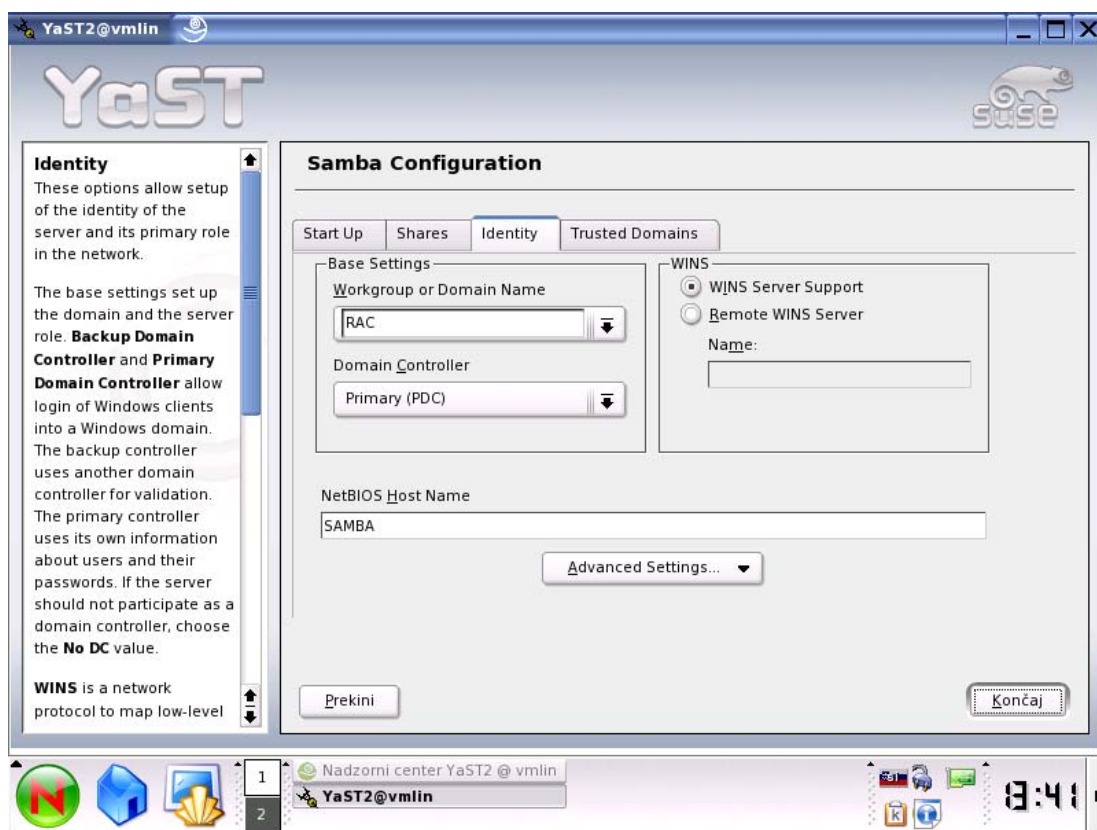 YaST2@vmlin
YaST
SUSE
Identity
These options allow setup
of the identity of the
server and its primary role
in the network.
The base settings set up
the domain and the server
role. Backup Domain
Controller and Primary
Domain Controller allow
login of Windows clients
into a Windows domain.
The backup controller
uses another domain
controller for validation.
The primary controller
uses its own information
about users and their
passwords. If the server
should not participate as a
domain controller, choose
the No DC value.
WINS is a network
protocol to map low-level
Samba Configuration
Start Up
Shares
Identity
Trusted Domains
Base Settings
Workgroup or Domain Name
RAC
Domain Controller
Primary (PDC)
WINS
WINS Server Support
Remote WINS Server
Name:
NetBIOS Host Name
SAMBA
Advanced Settings...
Prekini
Končaj
N
1
2
Nadzorni center YaST2 @ vmlin
YaST2@vmlin
SI
k
13:41